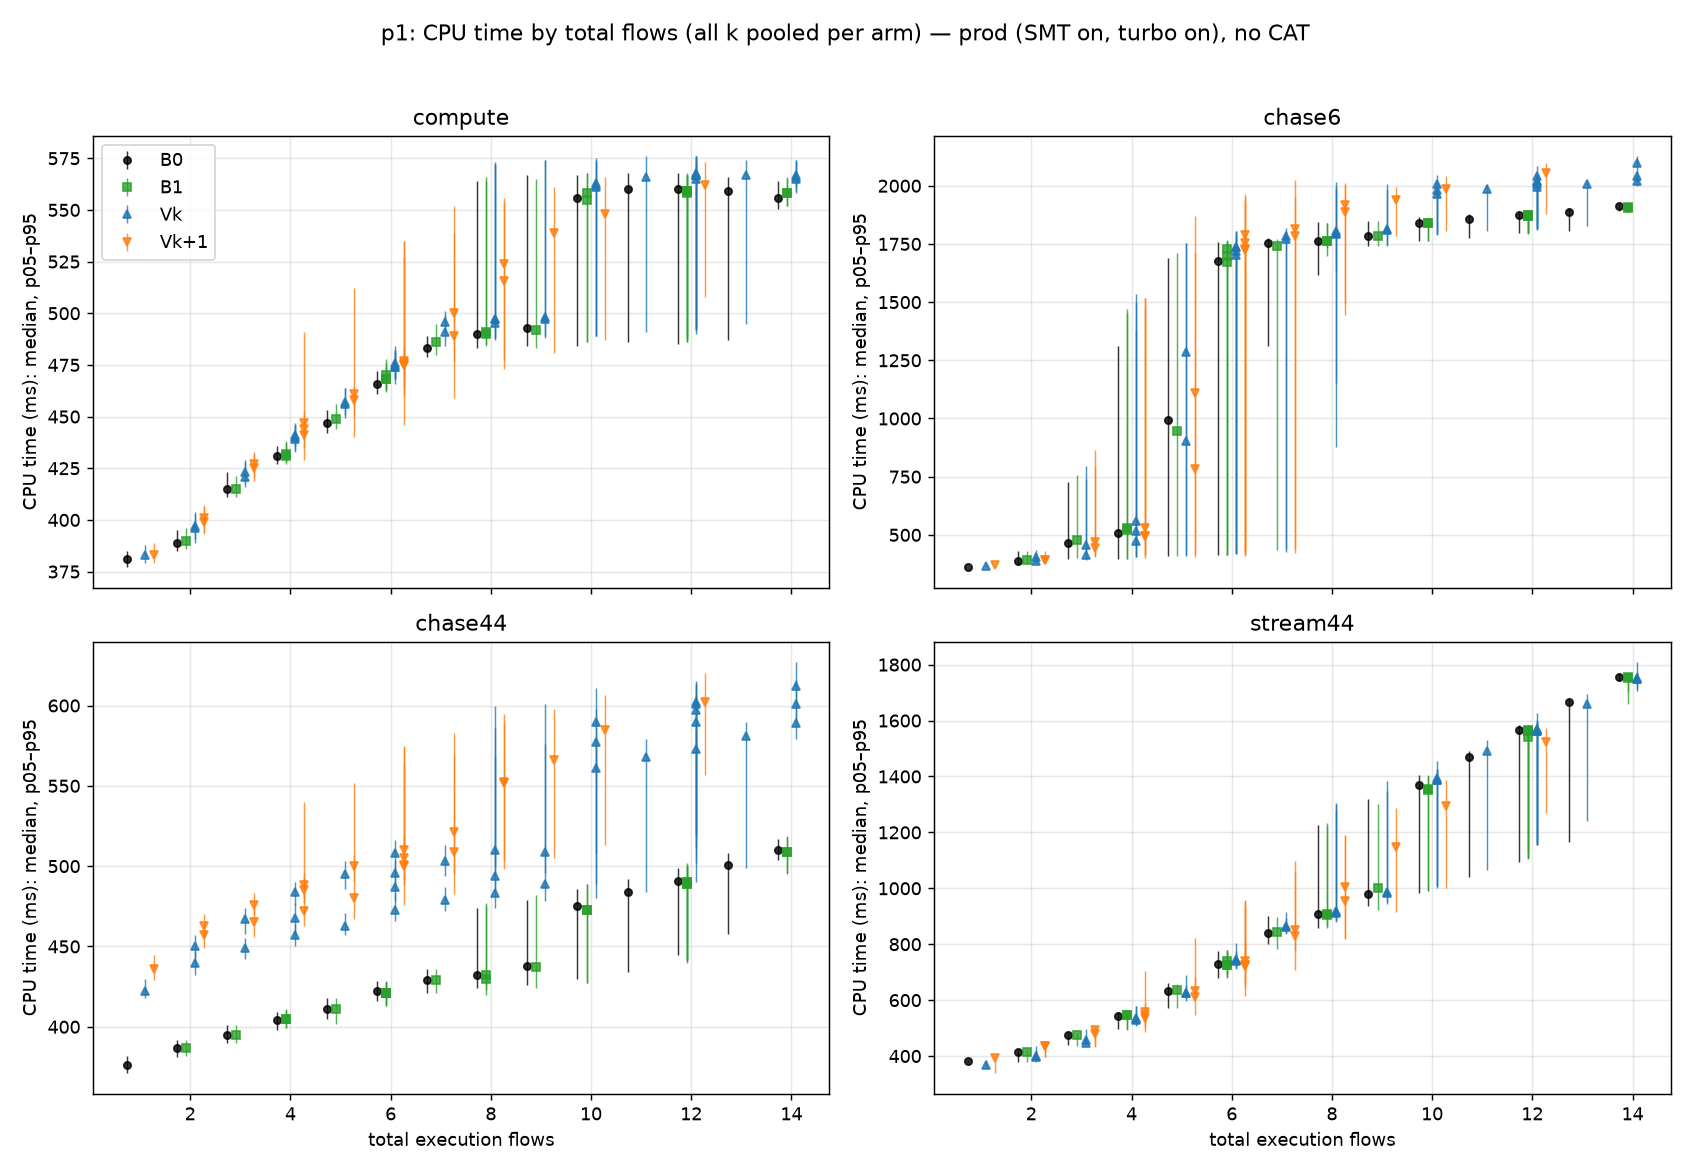 p1: CPU time by total flows (all k pooled per arm) — prod (SMT on, turbo on), no CAT
compute
CPU time (ms): median, p05–p95
575
550
525
500
475
450
425
400
375
B0
B1
Vk
Vk+1
chase6
CPU time (ms): median, p05–p95
2000
1750
1500
1250
1000
750
500
chase44
CPU time (ms): median, p05–p95
600
550
500
450
400
2 4 6 8 10 12 14
total execution flows
stream44
CPU time (ms): median, p05–p95
1800
1600
1400
1200
1000
800
600
400
2 4 6 8 10 12 14
total execution flows